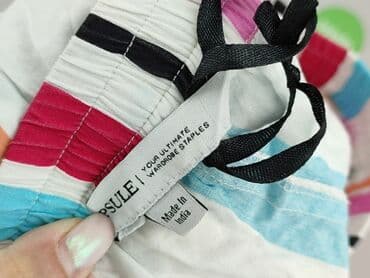 PSULE | YOUR ULTIMATE
WARDROBE STAPLES
Made In
India